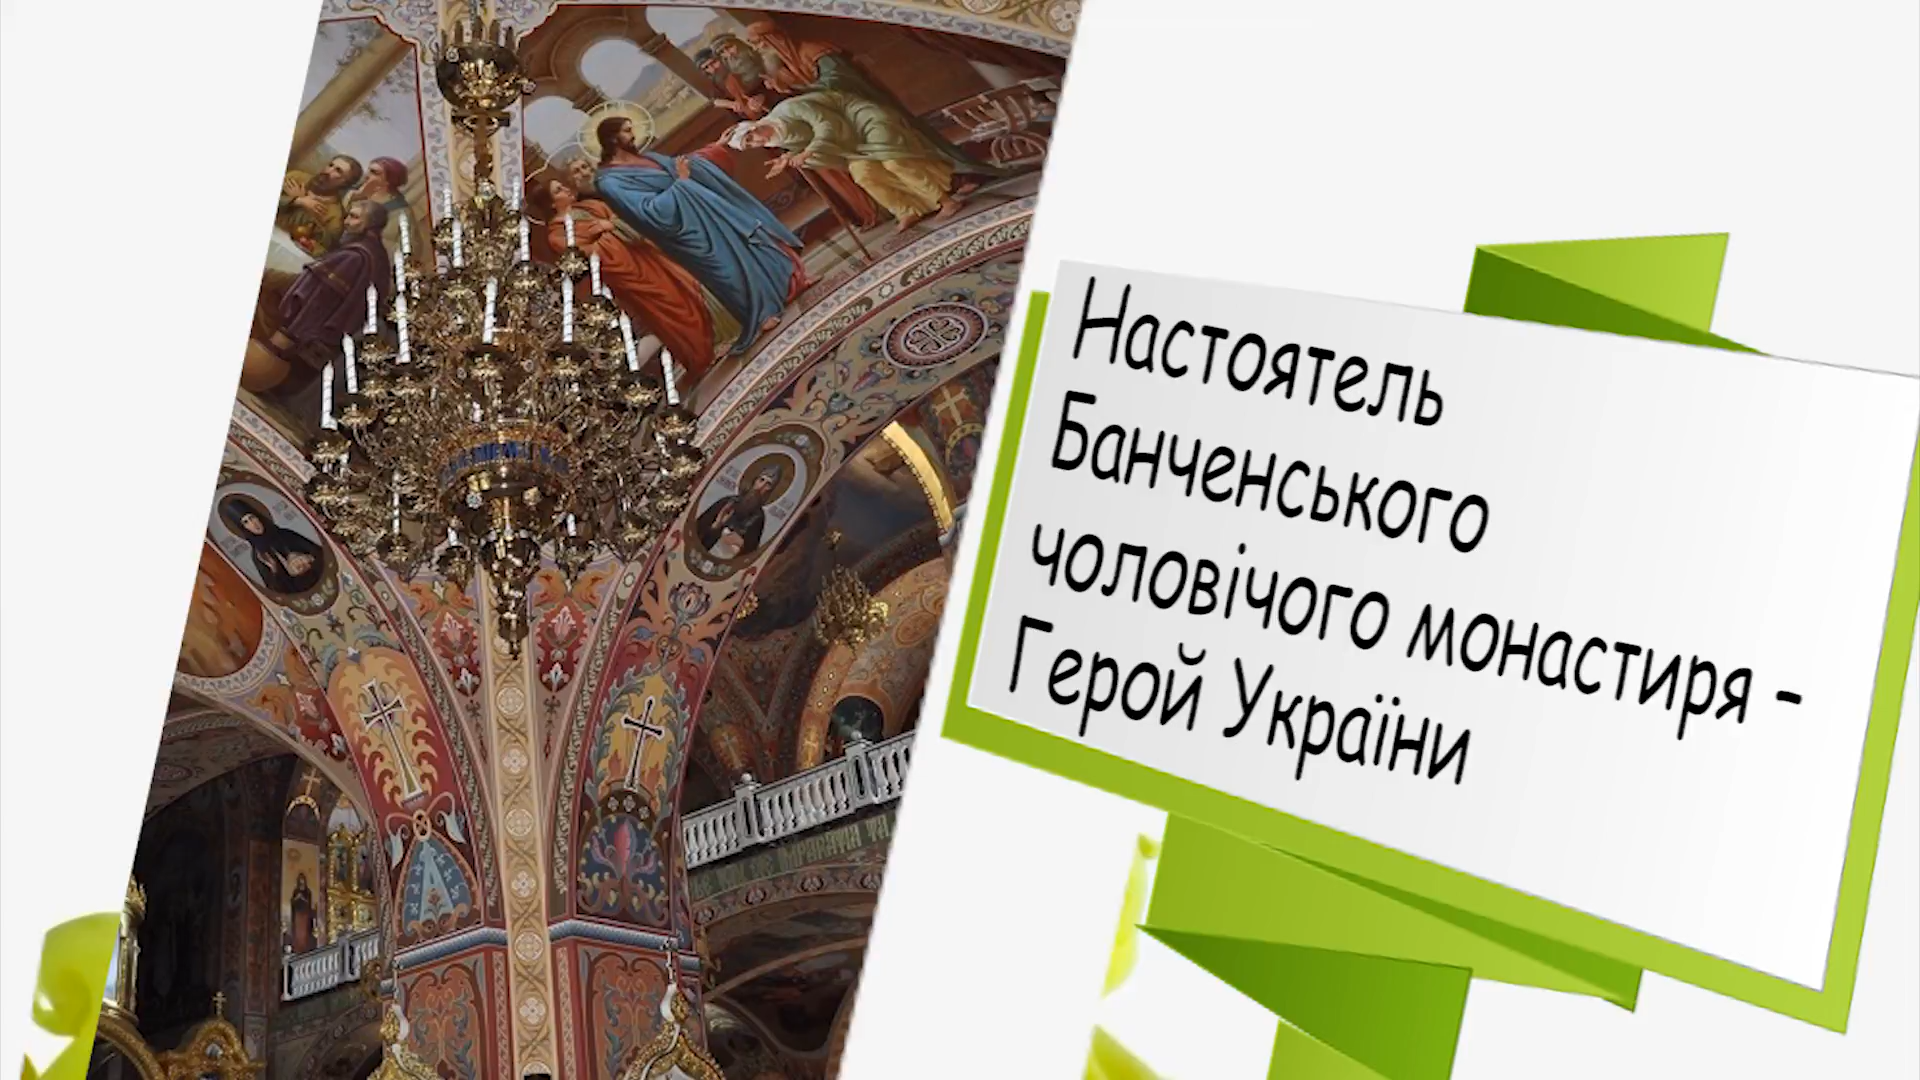 Настоятель
Банченського
чоловічого монастиря –
Герой України